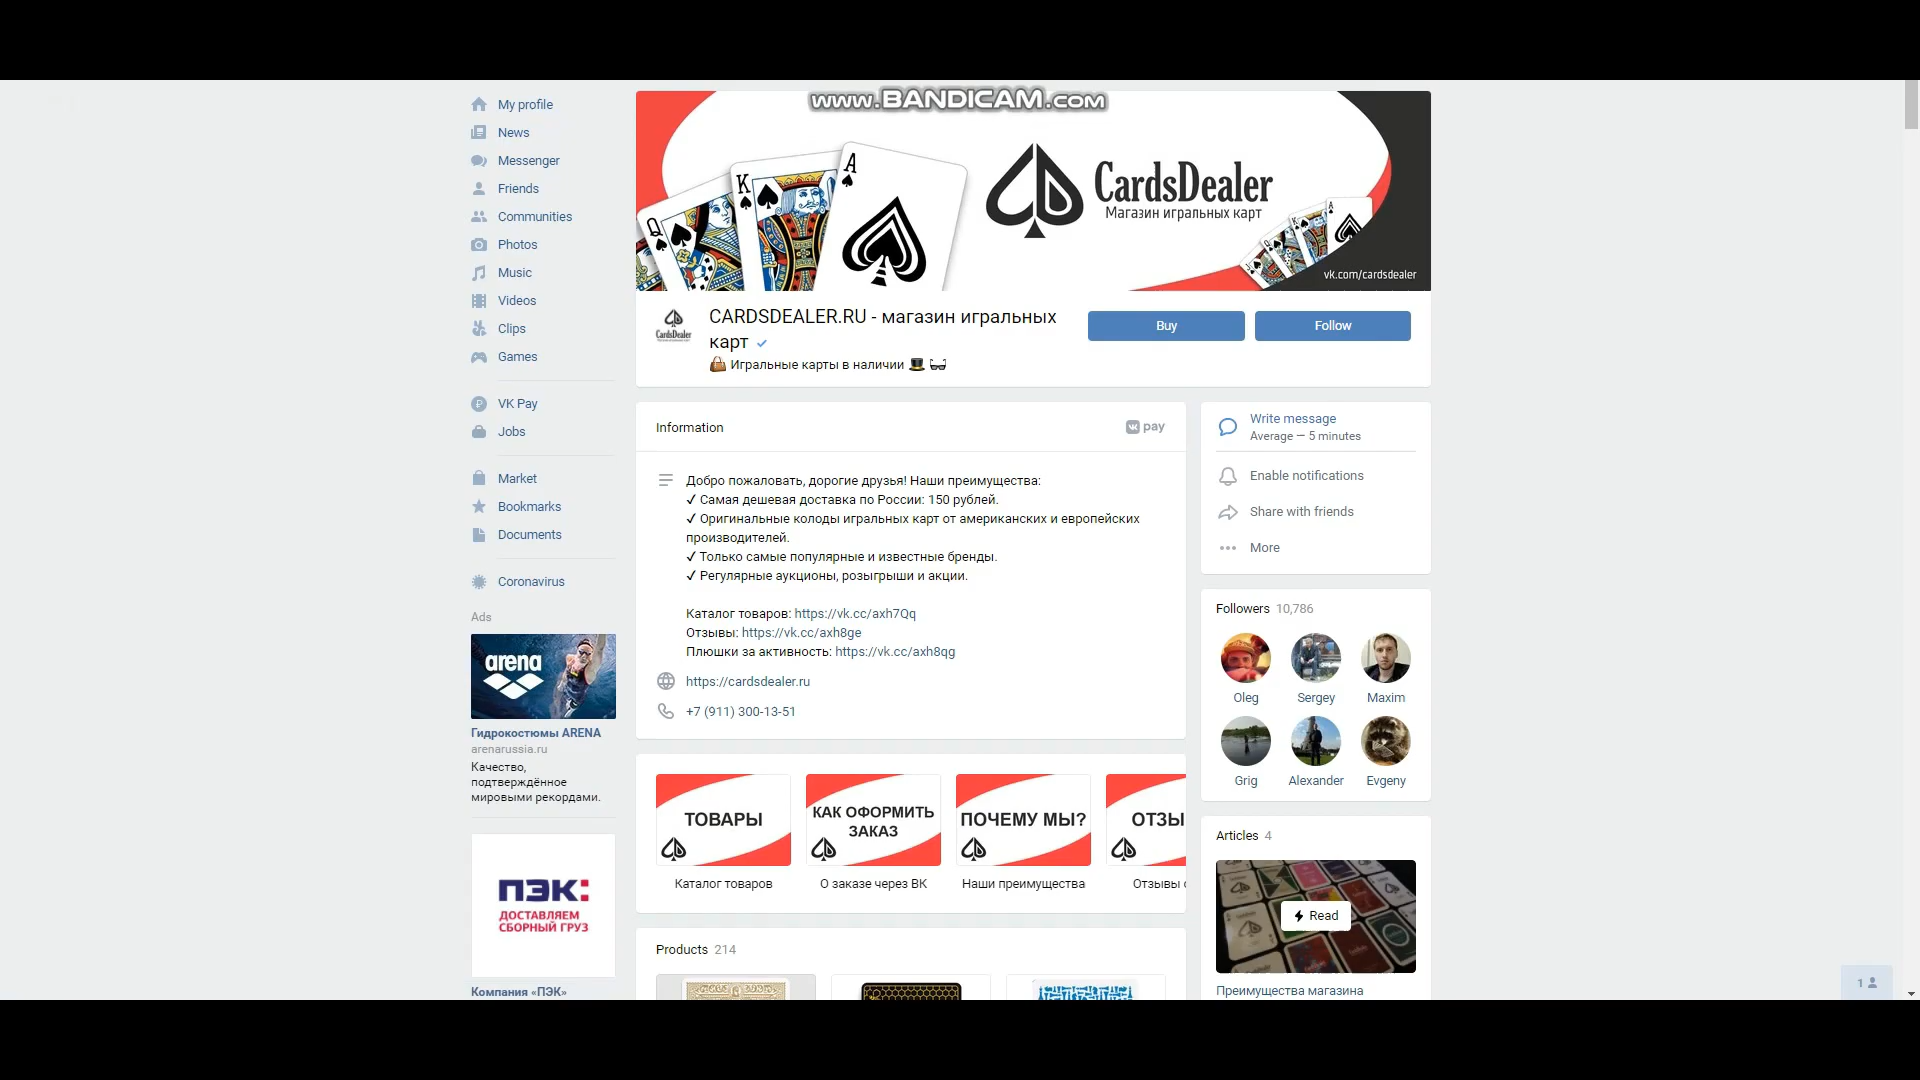 www.BANDICAM.com
My profile
News
Messenger
Friends
Communities
Photos
Music
Videos
Clips
Games
VK Pay
Jobs
Market
Bookmarks
Documents
Coronavirus
Ads
arena
Гидрокостюмы ARENA
arenarussia.ru
Качество,
подтверждённое
мировыми рекордами.
ПЭК:
ДОСТАВЛЯЕМ
СБОРНЫЙ ГРУЗ
Компания «ПЭК»
Q
K
A
CardsDealer
Магазин игральных карт
vk.com/cardsdealer
CardsDealer
CARDSDEALER.RU - магазин игральных
карт
Игральные карты в наличии
Buy
Follow
Information
pay
Добро пожаловать, дорогие друзья! Наши преимущества:
✓ Самая дешевая доставка по России: 150 рублей.
✓ Оригинальные колоды игральных карт от американских и европейских
производителей.
✓ Только самые популярные и известные бренды.
✓ Регулярные аукционы, розыгрыши и акции.
Каталог товаров: https://vk.cc/axh7Qq
Отзывы: https://vk.cc/axh8ge
Плюшки за активность: https://vk.cc/axh8qg
https://cardsdealer.ru
+7 (911) 300-13-51
ТОВАРЫ
КАК ОФОРМИТЬ
ЗАКАЗ
ПОЧЕМУ МЫ?
ОТЗЫ
Каталог товаров
О заказе через ВК
Наши преимущества
Отзывы
Products 214
Write message
Average — 5 minutes
Enable notifications
Share with friends
More
Followers 10,786
Oleg
Sergey
Maxim
Grig
Alexander
Evgeny
Articles 4
Read
Преимущества магазина
1